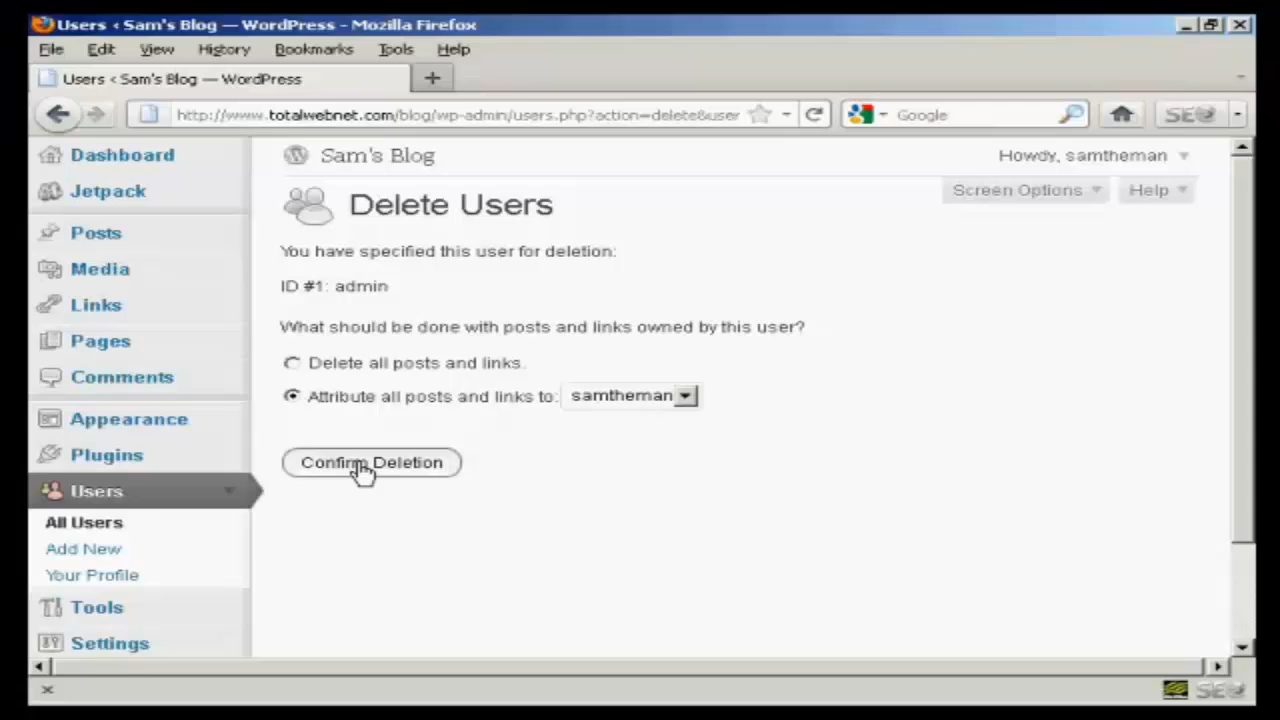 Users < Sam's Blog — WordPress - Mozilla Firefox
File Edit View History Bookmarks Tools Help
Users < Sam's Blog — WordPress +
http://www.totalwebnet.com/blog/wp-admin/users.php?action=delete&user Google SEO
Dashboard
Jetpack
Posts
Media
Links
Pages
Comments
Appearance
Plugins
Users
All Users
Add New
Your Profile
Tools
Settings
Sam's Blog Howdy, samtheman
Screen Options Help
Delete Users
You have specified this user for deletion:
ID #1: admin
What should be done with posts and links owned by this user?
Delete all posts and links.
Attribute all posts and links to: samtheman
Confirm Deletion
SEO